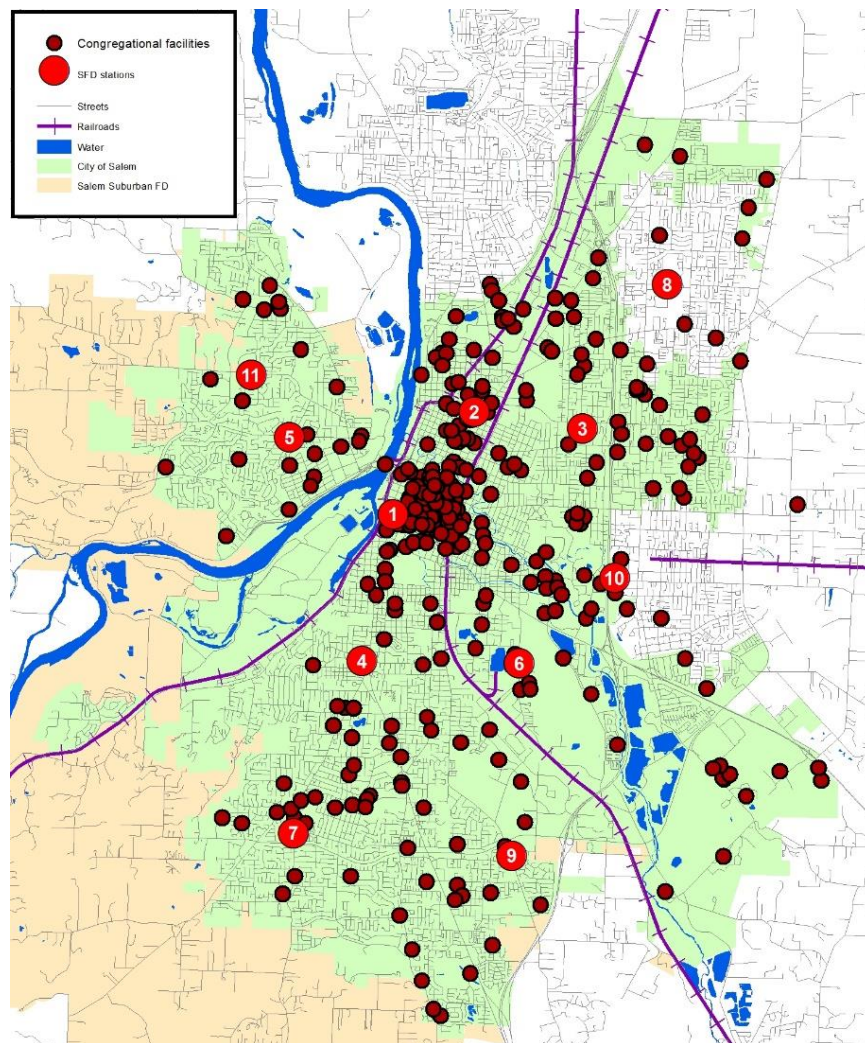 Congregational facilities
SFD stations
Streets
Railroads
Water
City of Salem
Salem Suburban FD
8
11
2
3
5
1
10
4
6
7
9